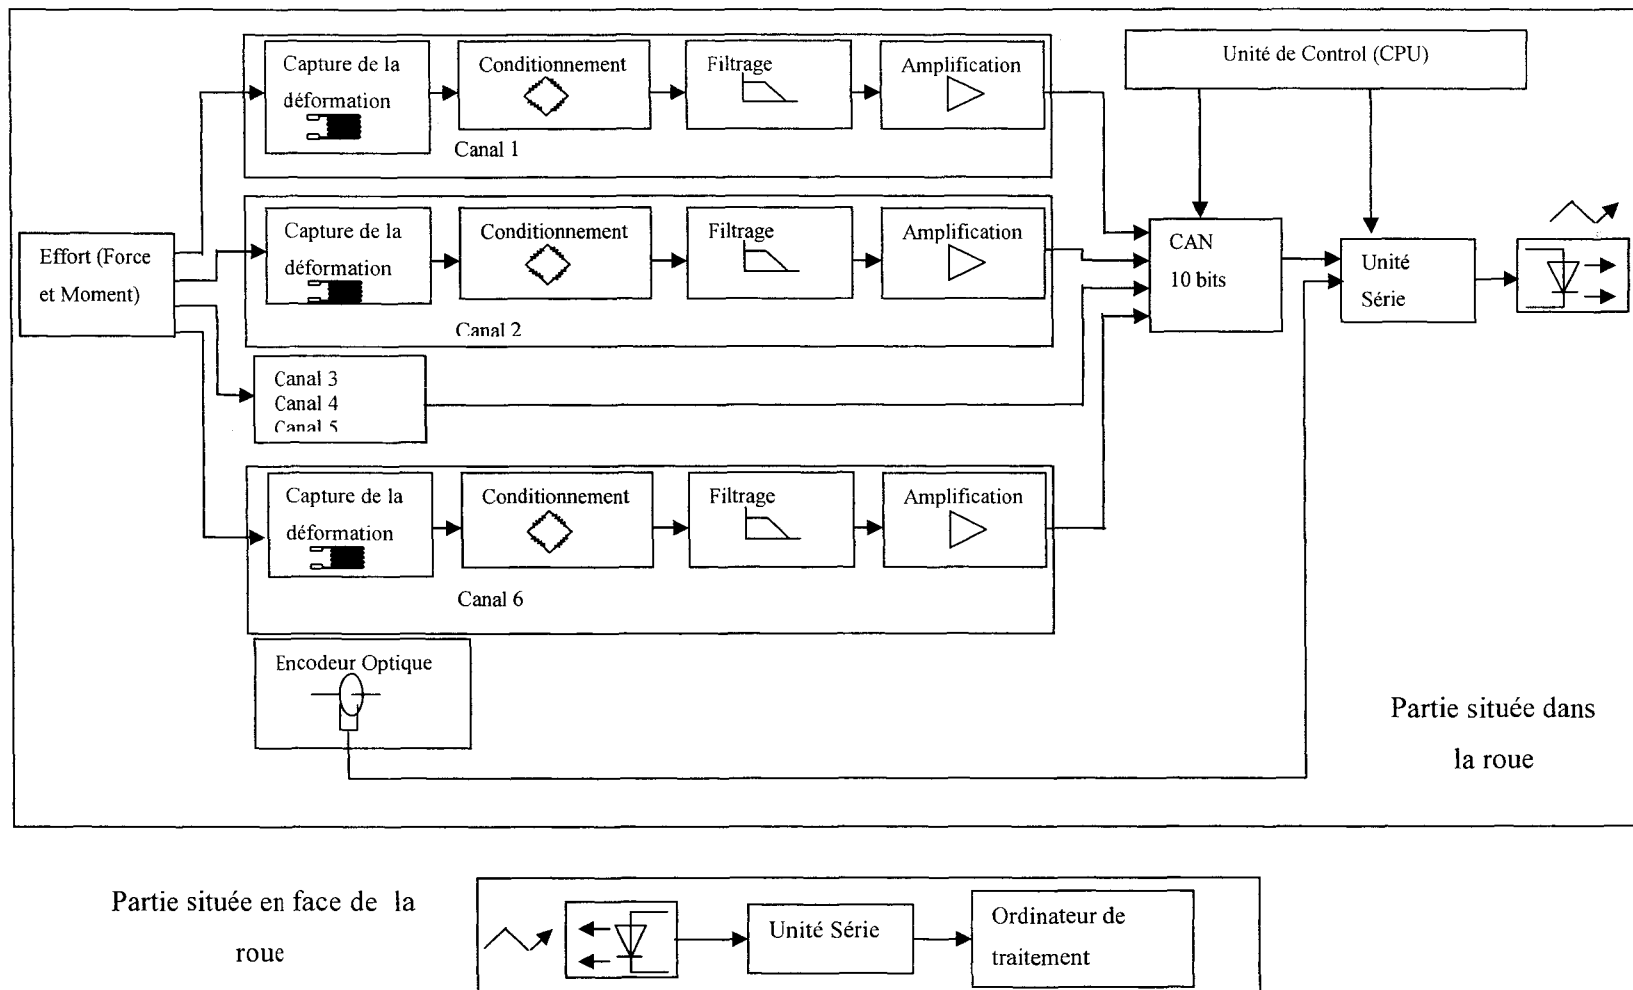 Unité de Control (CPU)
Capture de la
déformation
Conditionnement
Filtrage
Amplification
Canal 1
Effort (Force
et Moment)
Capture de la
déformation
Conditionnement
Filtrage
Amplification
Canal 2
CAN
10 bits
Unité
Série
Canal 3
Canal 4
Canal 5
Capture de la
déformation
Conditionnement
Filtrage
Amplification
Canal 6
Encodeur Optique
Partie située dans
la roue
Partie située en face de la
roue
Unité Série
Ordinateur de
traitement